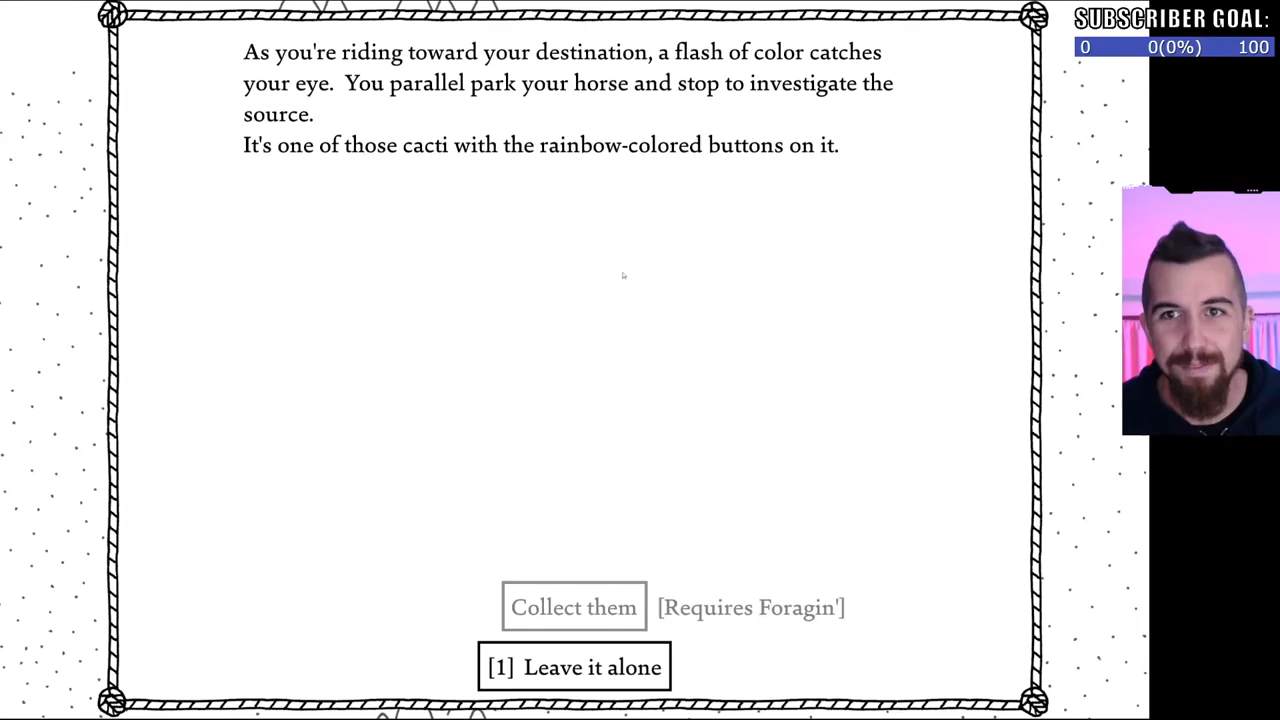 SUBSCRIBER GOAL:
0 0(0%) 100
As you're riding toward your destination, a flash of color catches
your eye. You parallel park your horse and stop to investigate the
source.
It's one of those cacti with the rainbow-colored buttons on it.
Collect them [Requires Foragin']
[1] Leave it alone